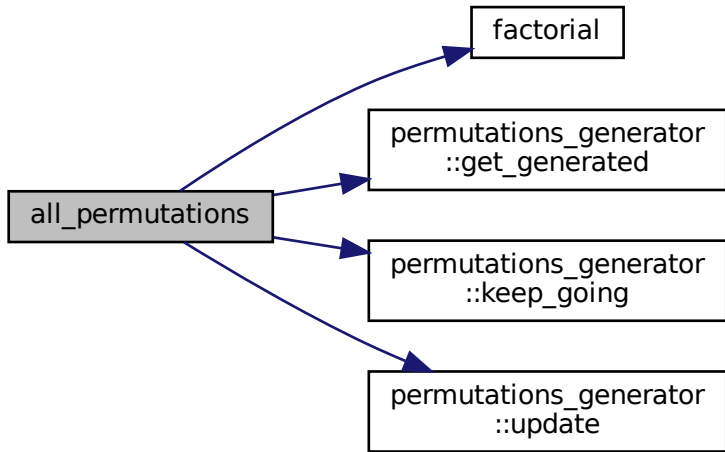 factorial
permutations_generator
::get_generated
all_permutations
permutations_generator
::keep_going
permutations_generator
::update